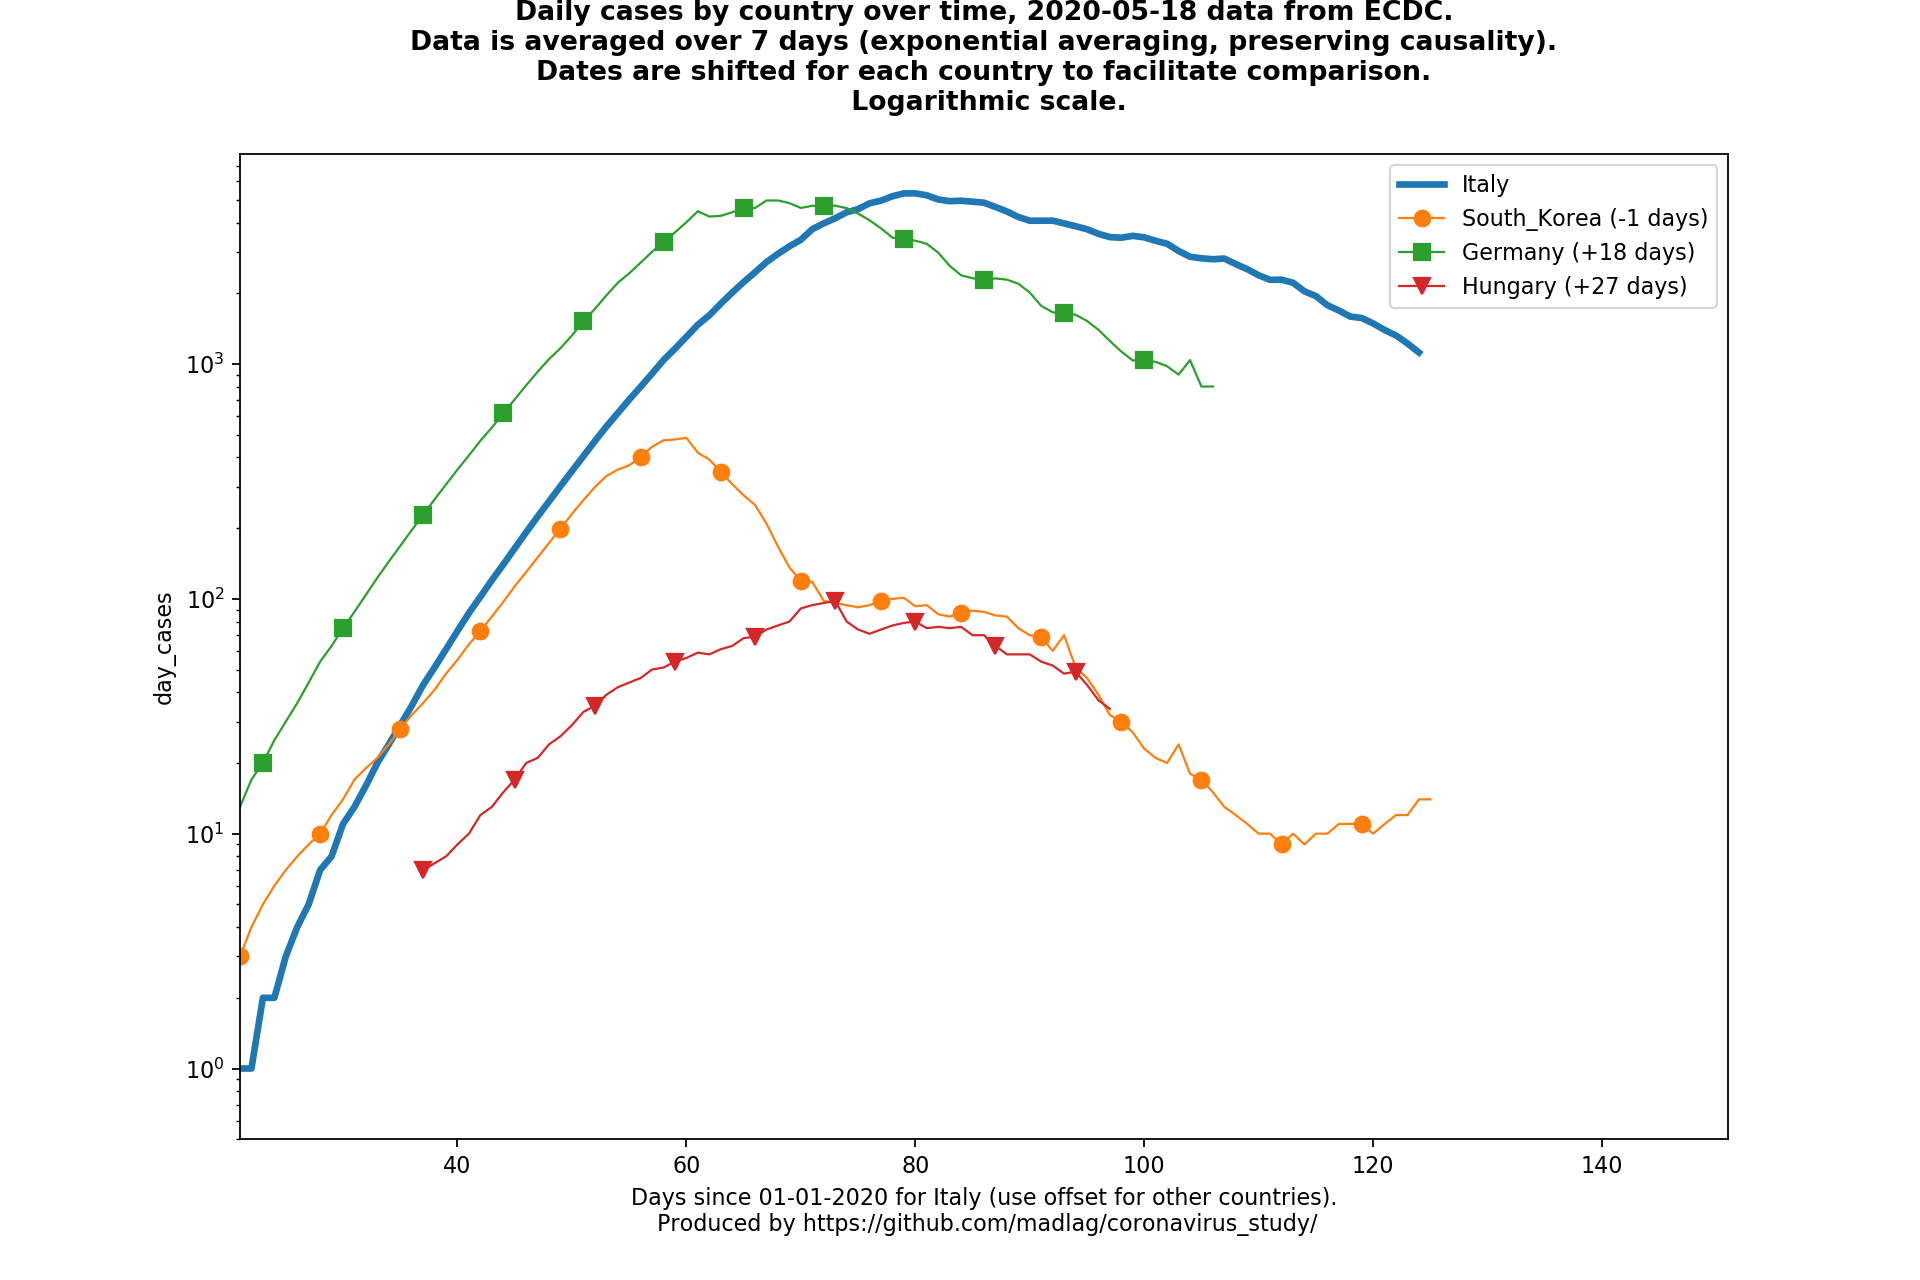 Daily cases by country over time, 2020-05-18 data from ECDC.
Data is averaged over 7 days (exponential averaging, preserving causality).
Dates are shifted for each country to facilitate comparison.
Logarithmic scale.
Italy
South_Korea (-1 days)
Germany (+18 days)
Hungary (+27 days)
10³
10²
10¹
10⁰
day_cases
40 60 80 100 120 140
Days since 01-01-2020 for Italy (use offset for other countries).
Produced by https://github.com/madlag/coronavirus_study/